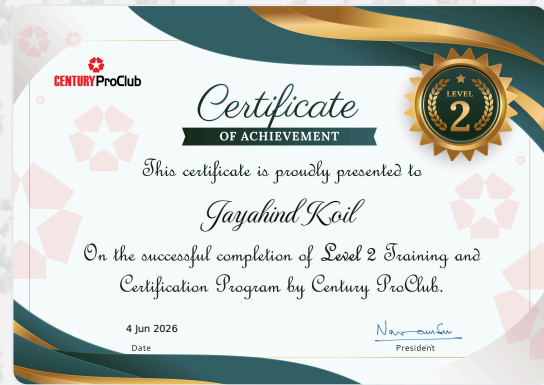 CENTURY ProClub
LEVEL
2
Certificate
OF ACHIEVEMENT
This certificate is proudly presented to
Jayahind Koil
On the successful completion of Level 2 Training and
Certification Program by Century ProClub.
4 Jun 2026
Date
President